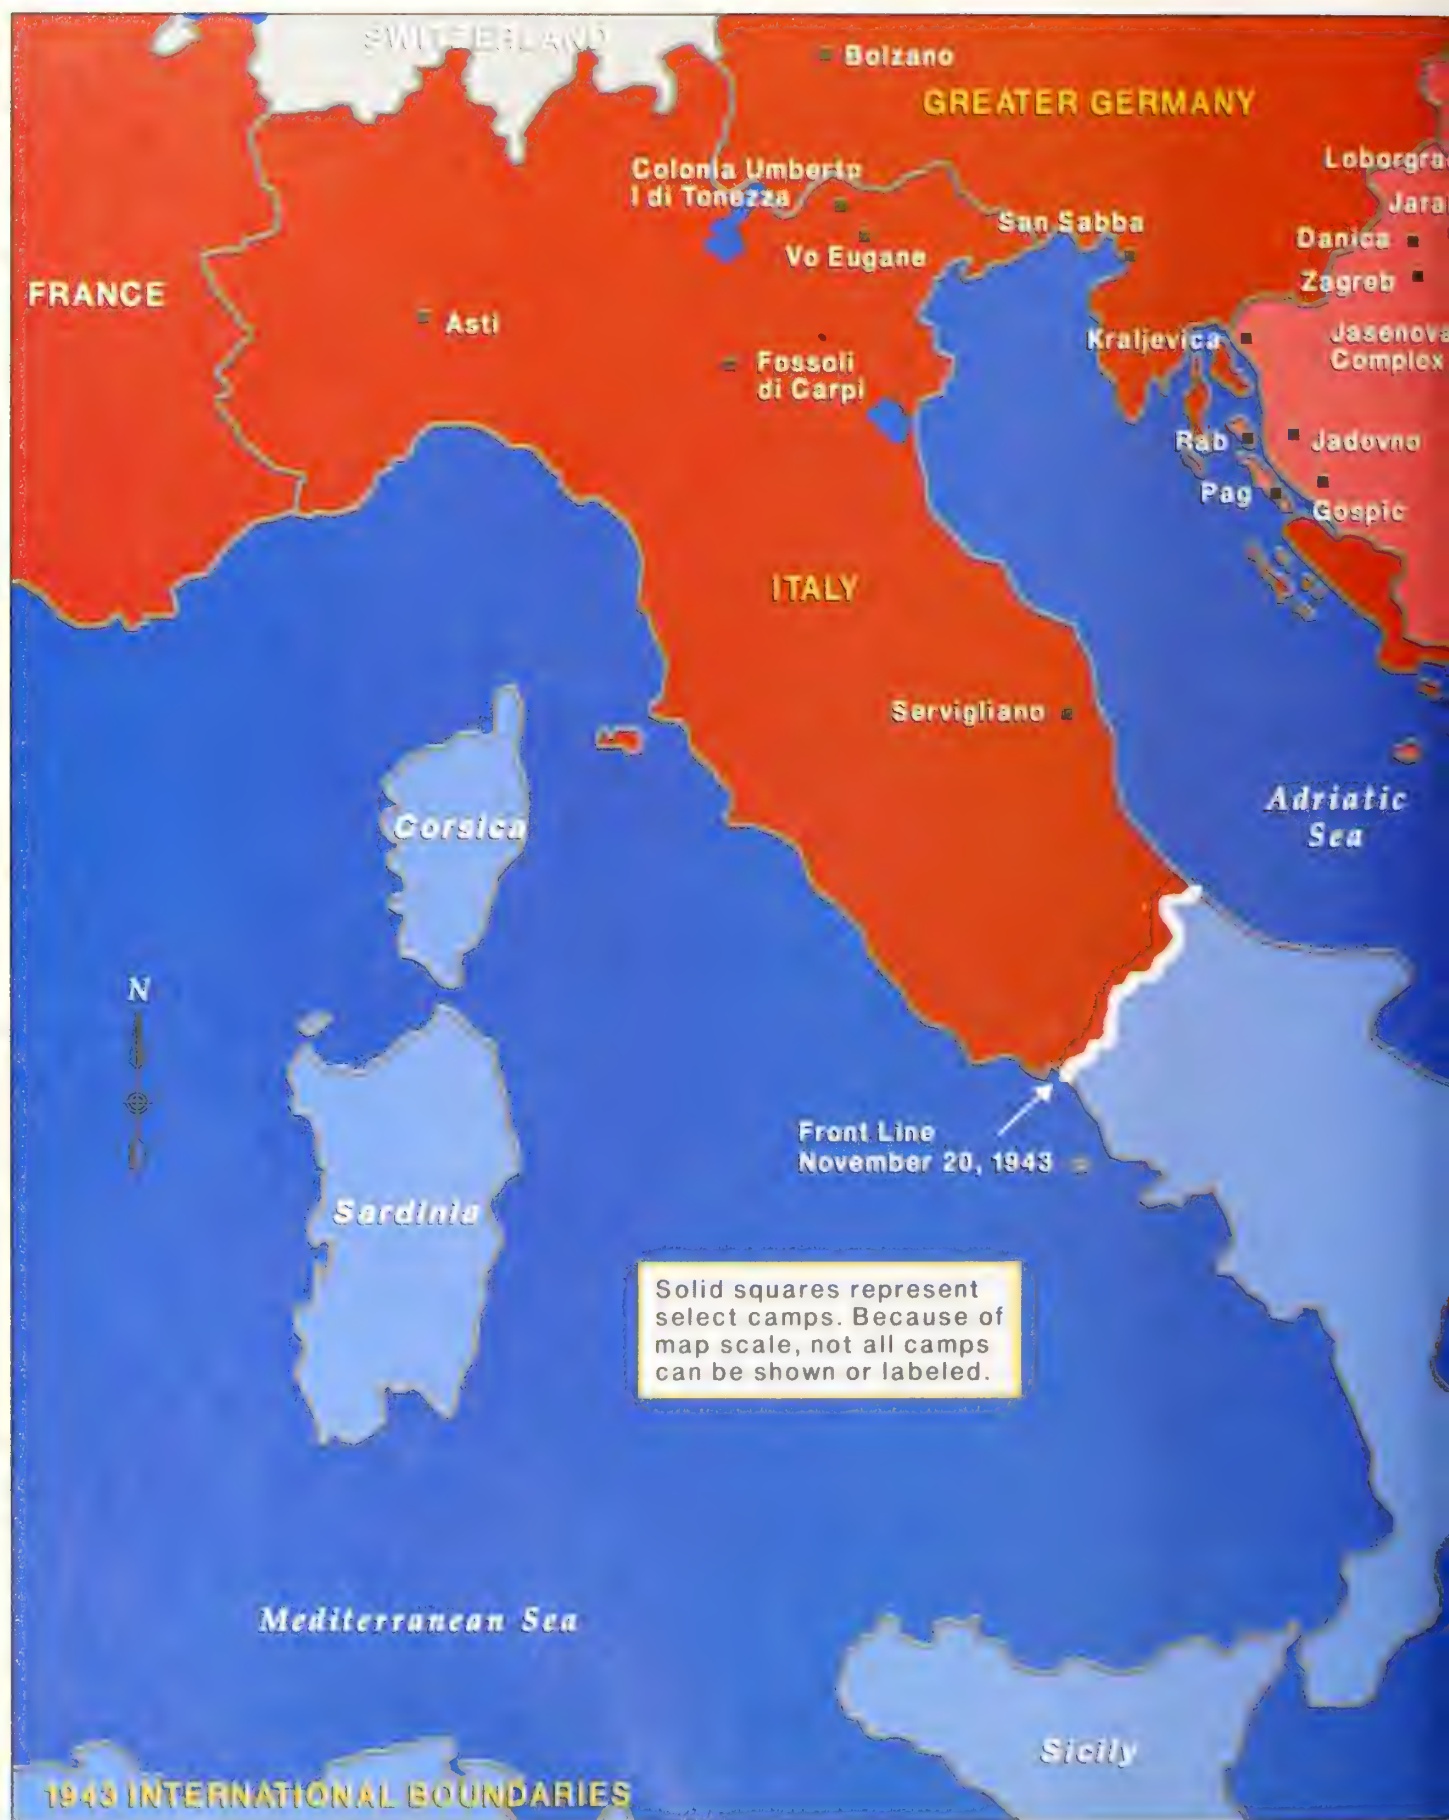 SWITZERLAND
Bolzano
GREATER GERMANY
Colonia Umberto
I di Tonezza
San Sabba
Vo Eugane
Danica
Zagreb
FRANCE
Asti
Kraljevica
Fossoli
di Carpi
Complex
Rab
Jadovno
Pag
Gospic
ITALY
Servigliano
Adriatic
Sea
Corsica
N
Front Line
November 20, 1943
Sardinia
Solid squares represent
select camps. Because of
map scale, not all camps
can be shown or labeled.
Mediterranean Sea
Sicily
1943 INTERNATIONAL BOUNDARIES